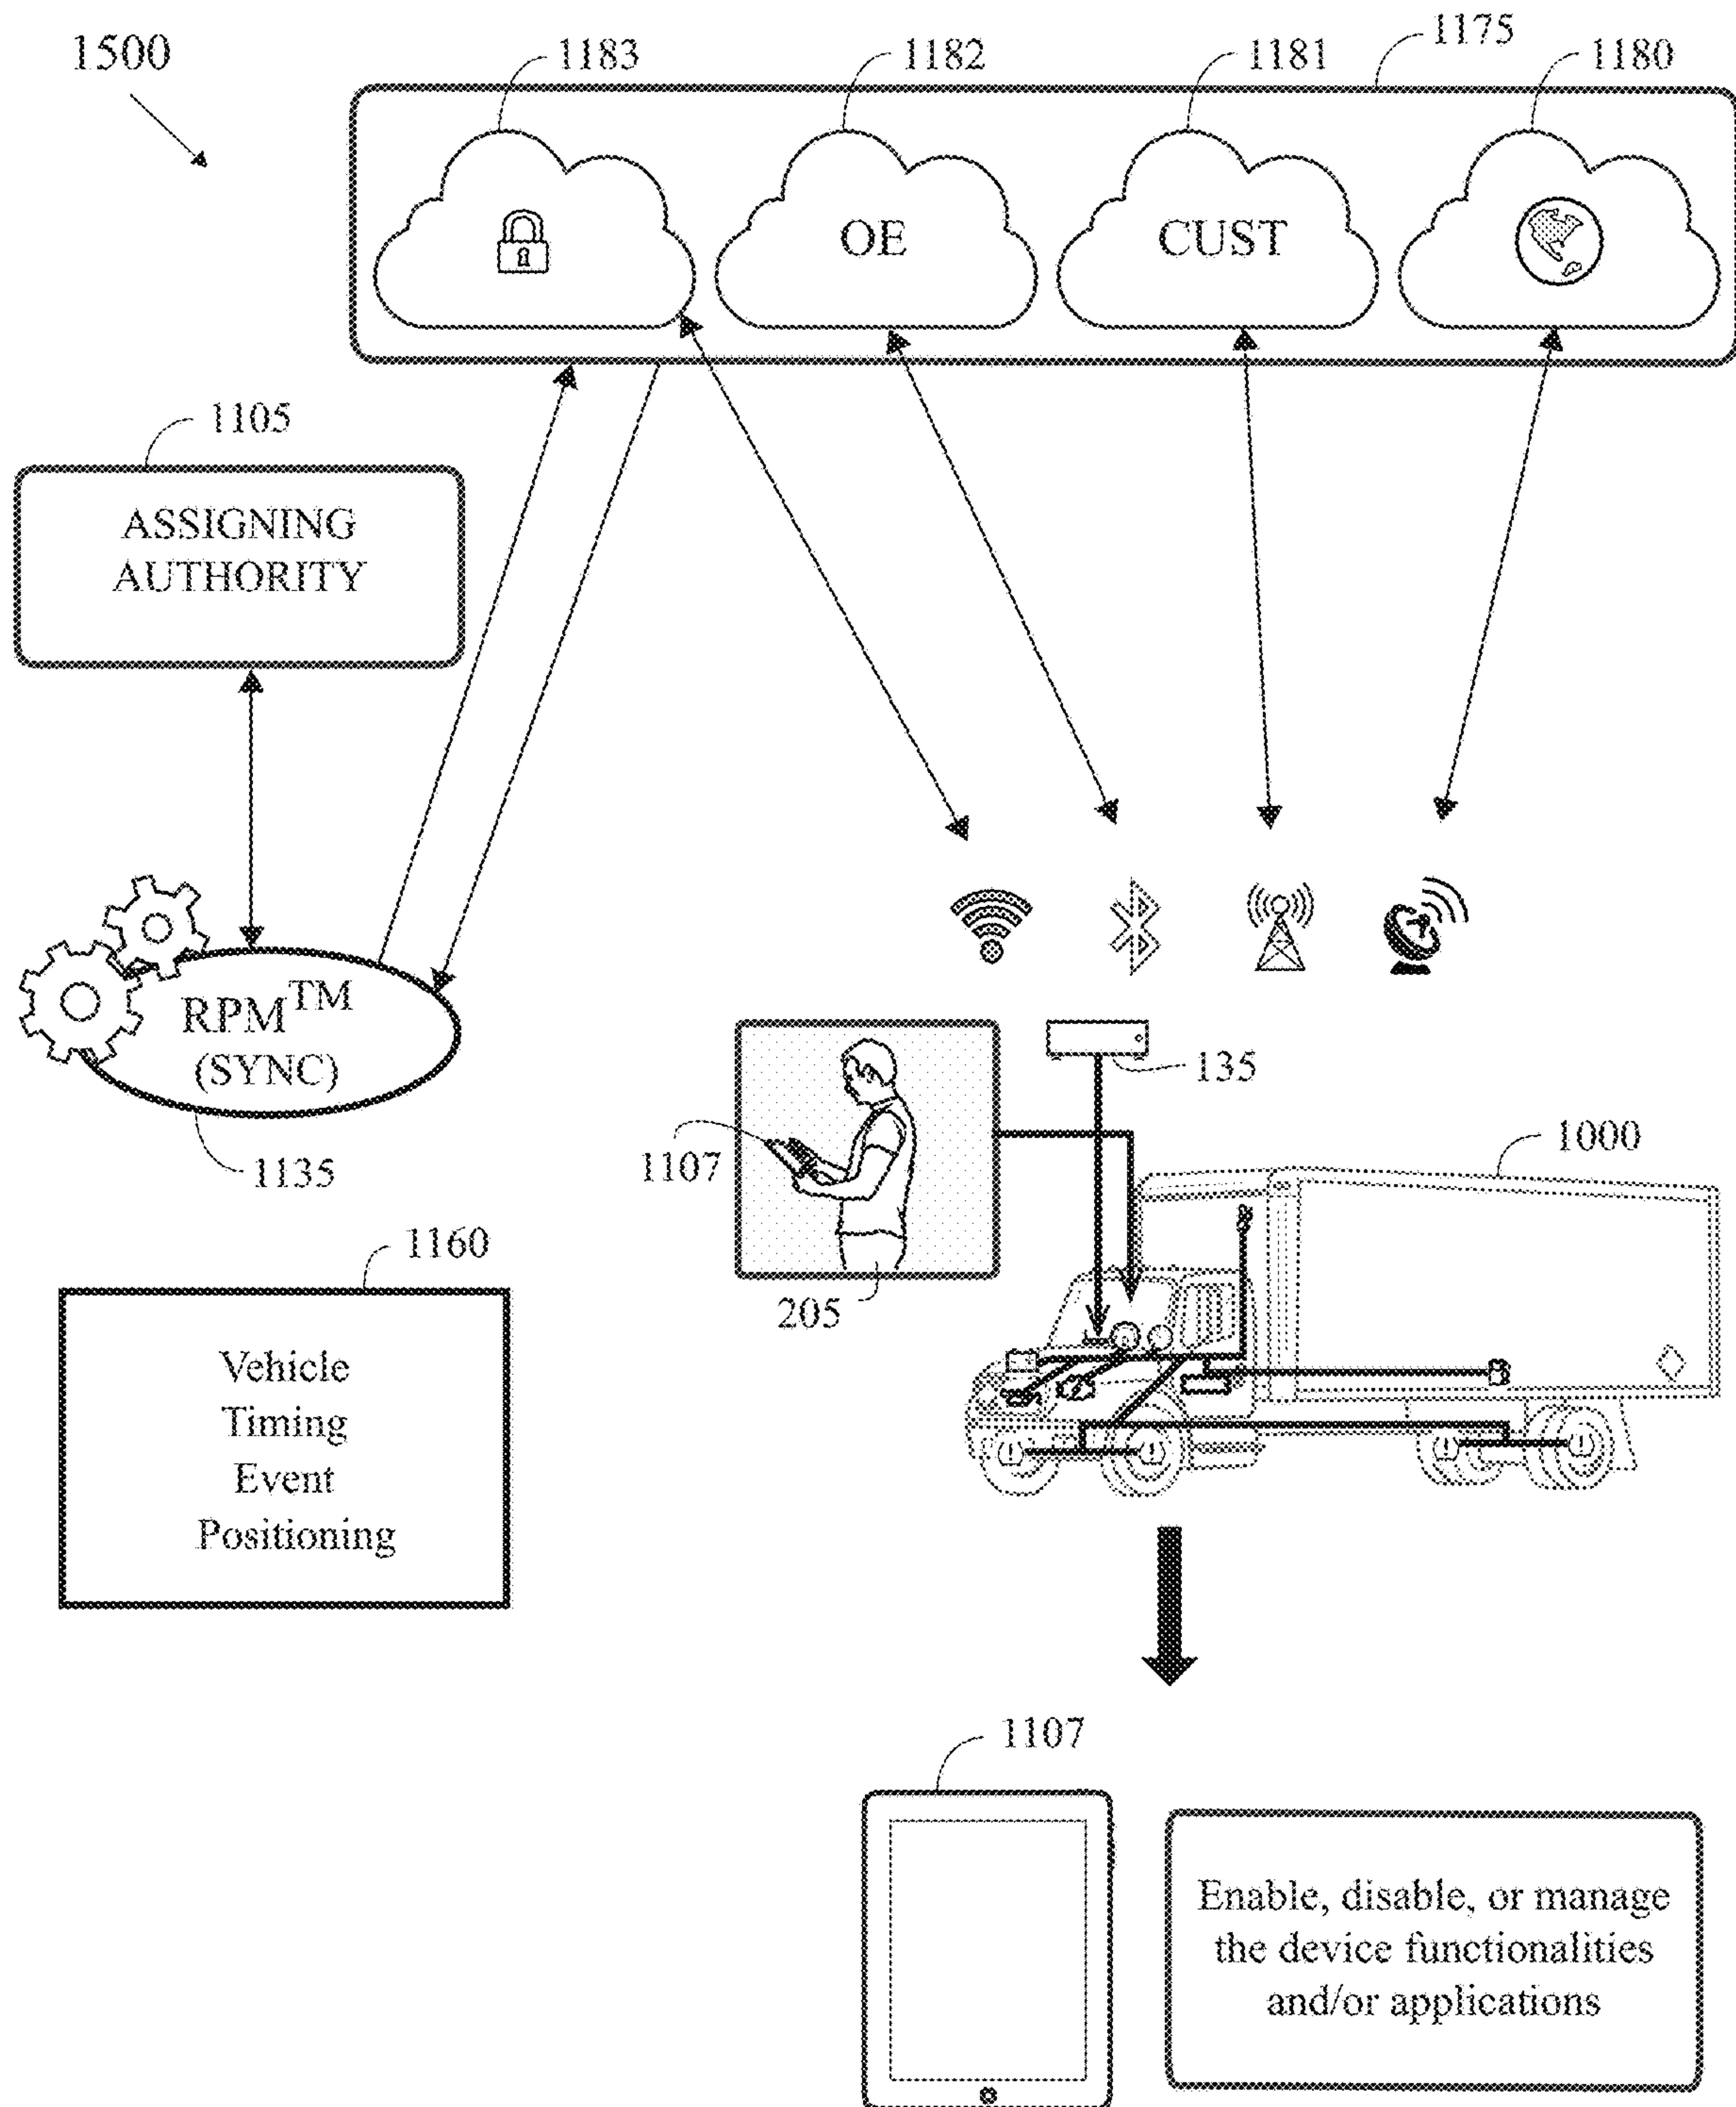 1500
1183
1182
1181
1175
1180
OE
CUST
1105
ASSIGNING
AUTHORITY
RPM™
(SYNC)
1135
135
1107
205
1000
1160
Vehicle
Timing
Event
Positioning
1107
Enable, disable, or manage
the device functionalities
and/or applications